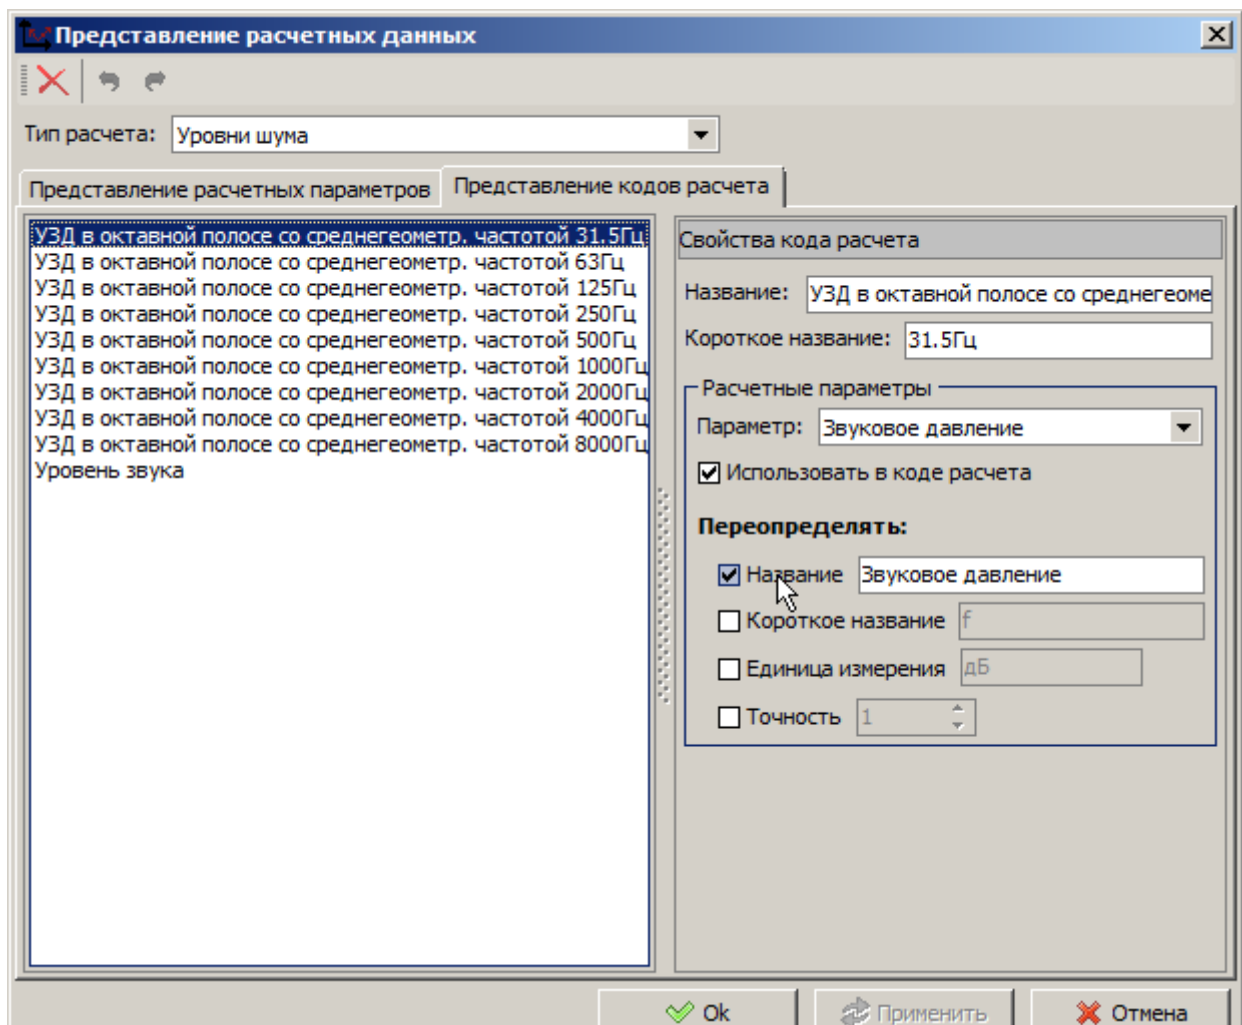 Представление расчетных данных
Тип расчета: Уровни шума
Представление расчетных параметров Представление кодов расчета
УЗД в октавной полосе со среднегеометр. частотой 31.5Гц
УЗД в октавной полосе со среднегеометр. частотой 63Гц
УЗД в октавной полосе со среднегеометр. частотой 125Гц
УЗД в октавной полосе со среднегеометр. частотой 250Гц
УЗД в октавной полосе со среднегеометр. частотой 500Гц
УЗД в октавной полосе со среднегеометр. частотой 1000Гц
УЗД в октавной полосе со среднегеометр. частотой 2000Гц
УЗД в октавной полосе со среднегеометр. частотой 4000Гц
УЗД в октавной полосе со среднегеометр. частотой 8000Гц
Уровень звука
Свойства кода расчета
Название: УЗД в октавной полосе со среднегеоме
Короткое название: 31.5Гц
Расчетные параметры
Параметр: Звуковое давление
Использовать в коде расчета
Переопределять:
Название Звуковое давление
Короткое название f
Единица измерения дБ
Точность 1
Ok Применить Отмена